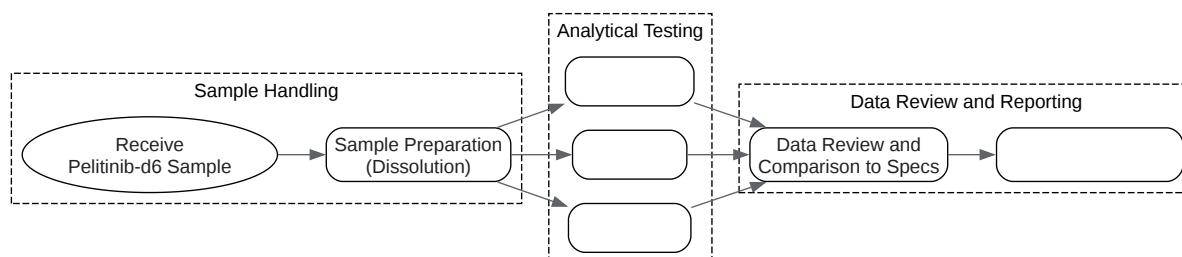 Analytical Testing
Sample Handling
Data Review and Reporting
Receive
Pelitinib-d6 Sample
Sample Preparation
(Dissolution)
Data Review and
Comparison to Specs